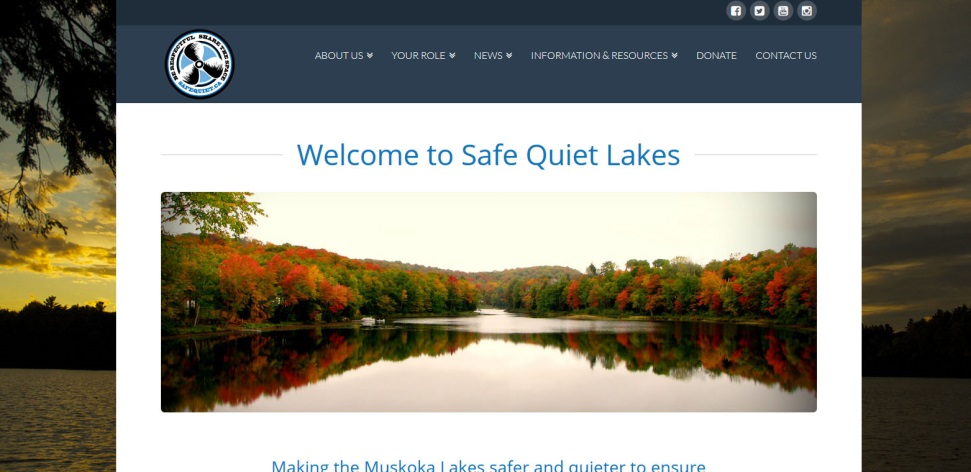 BE RESPECTFUL SHARE THE SPACE
SAFEQUIET.CA
ABOUT US YOUR ROLE NEWS INFORMATION & RESOURCES DONATE CONTACT US
Welcome to Safe Quiet Lakes
Making the Muskoka Lakes safer and quieter to ensure